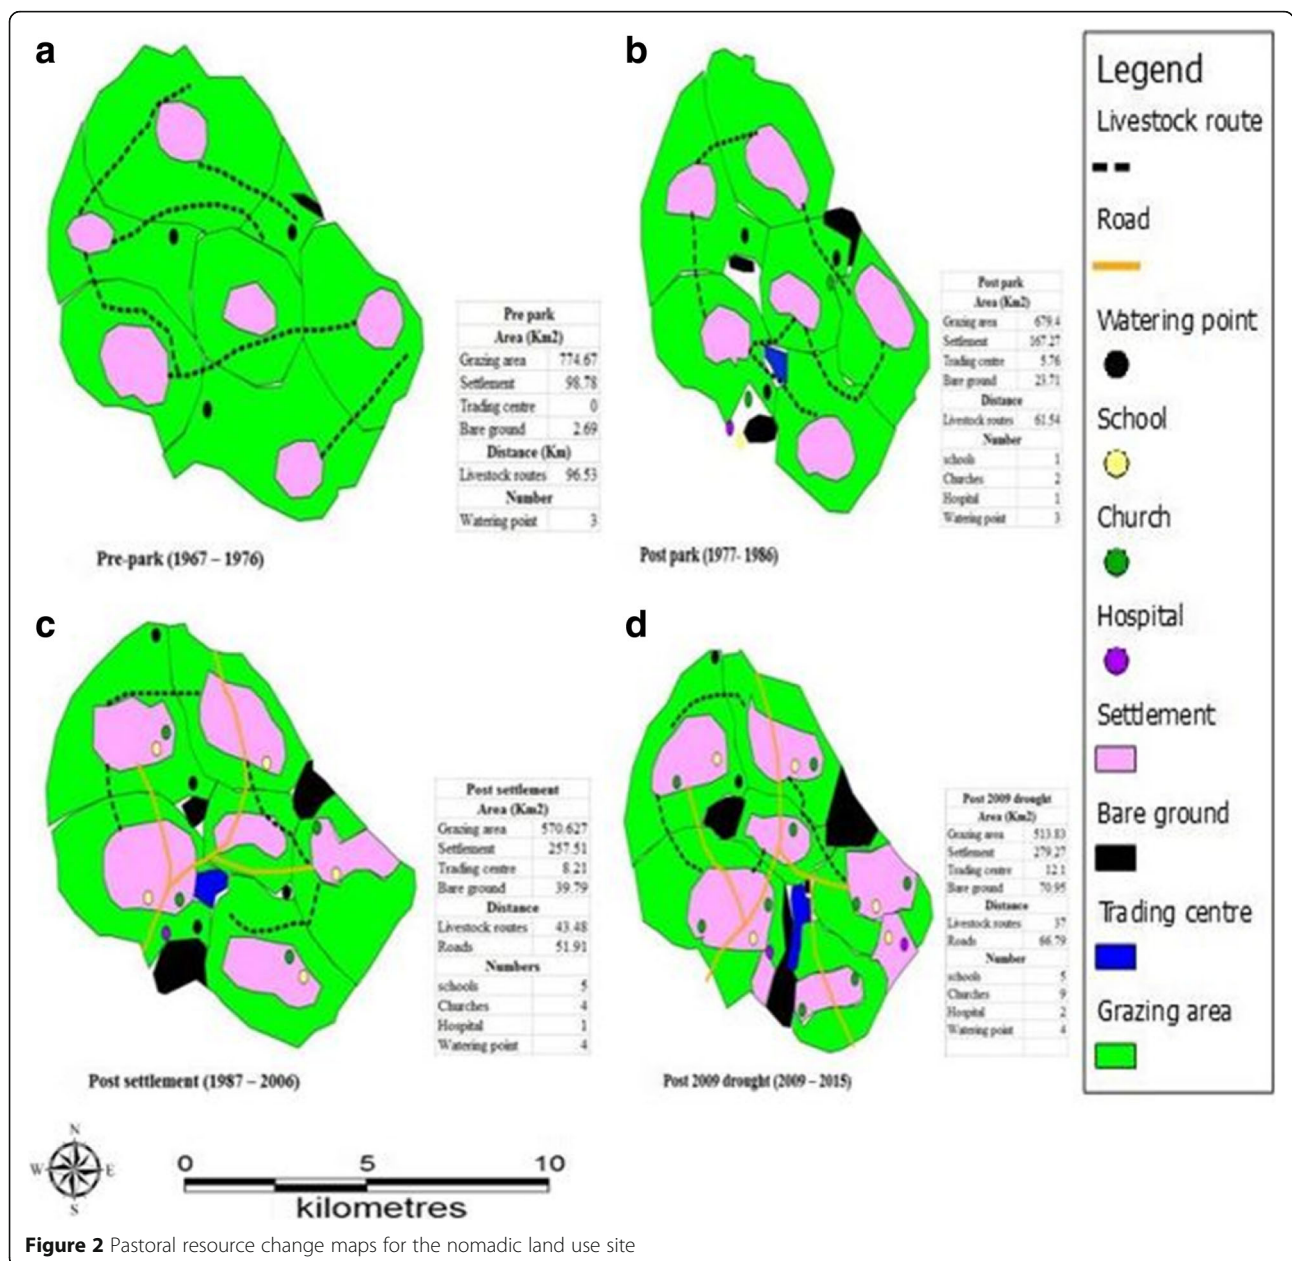 a
Pre park
Area (Km2)
Grazing area 774.67
Settlement 98.78
Trading centre 0
Bare ground 2.69
Distance (Km)
Livestock routes 96.53
Number
Watering point 3
Pre-park (1967 – 1976)
b
Post park
Area (Km2)
Grazing area 679.4
Settlement 167.27
Trading centre 5.76
Bare ground 23.71
Distance
Livestock routes 61.54
Number
schools 1
Churches 2
Hospital 1
Watering point 3
Post park (1977- 1986)
c
Post settlement
Area (Km2)
Grazing area 570.627
Settlement 257.51
Trading centre 8.21
Bare ground 39.79
Distance
Livestock routes 43.48
Roads 51.91
Numbers
schools 5
Churches 4
Hospital 1
Watering point 4
Post settlement (1987 – 2006)
d
Post 2009 drought
Area (Km2)
Grazing area 513.83
Settlement 279.27
Trading centre 12.1
Bare ground 70.95
Distance
Livestock routes 37
Roads 66.79
Number
schools 5
Churches 9
Hospital 2
Watering point 4
Post 2009 drought (2009 – 2015)
Legend
Livestock route
Road
Watering point
School
Church
Hospital
Settlement
Bare ground
Trading centre
Grazing area
N
W E
S
0 5 10
kilometres
Figure 2 Pastoral resource change maps for the nomadic land use site